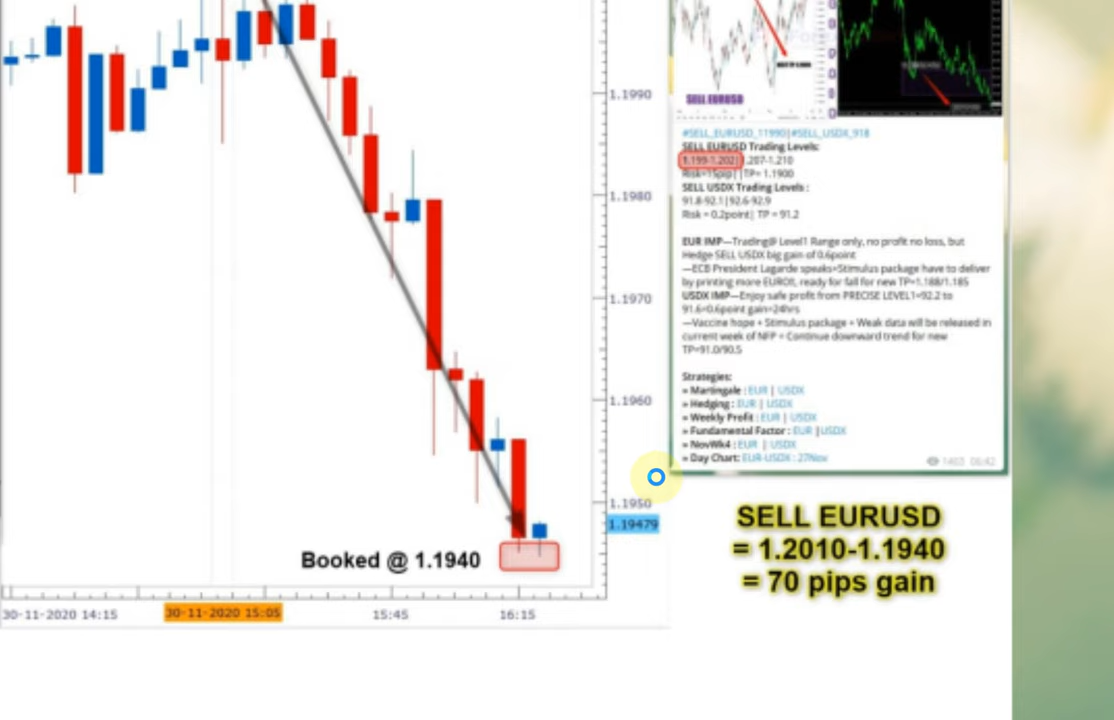 1.1990
1.1980
1.1970
1.1960
1.1950
1.19479
Booked @ 1.1940
30-11-2020 14:15
30-11-2020 15:05
15:45
16:15
SELL EURUSD
#SELL_EURUSD_11990|#SELL_USDX_918
SELL EURUSD Trading Levels:
1.199-1.202| .207-1.210
Risk=15pip| |TP= 1.1900
SELL USDX Trading Levels :
91.8-92.1|92.6-92.9
Risk = 0.2point| TP = 91.2
EUR IMP—Trading@ Level1 Range only, no profit no loss, but
Hedge SELL USDX big gain of 0.6point
—ECB President Lagarde speaks=Stimulus package have to deliver
by printing more EURO!!, ready for fall for new TP=1.188/1.185
USDX IMP—Enjoy safe profit from PRECISE LEVEL1=92.2 to
91.6=0.6point gain=24hrs
—Vaccine hope + Stimulus package + Weak data will be released in
current week of NFP = Continue downward trend for new
TP=91.0/90.5
Strategies:
» Martingale : EUR | USDX
» Hedging : EUR | USDX
» Weekly Profit : EUR | USDX
» Fundamental Factor : EUR |USDX
» NovWk4 : EUR | USDX
» Day Chart: EUR-USDX : 27Nov
1403 06:42
SELL EURUSD
= 1.2010-1.1940
= 70 pips gain